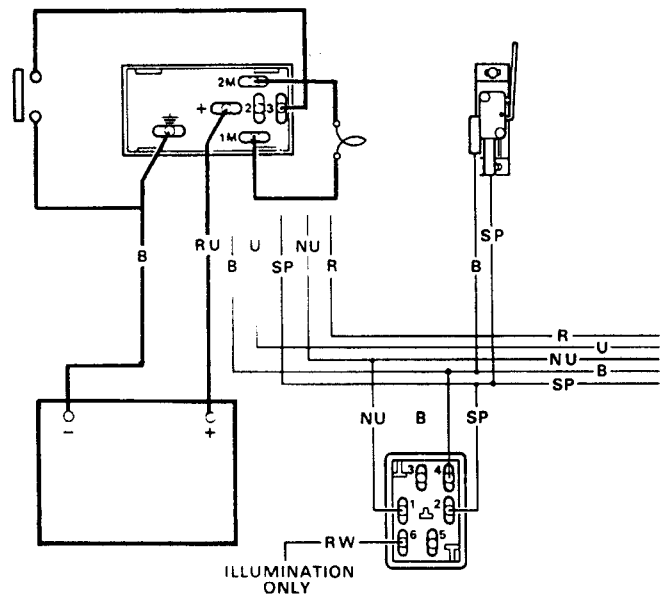 2M
+ 2 3
1M
B
RU
B
U
SP
NU
R
SP
B
R
U
NU
B
SP
- +
NU B SP
3 4
1 2
6 5
RW
ILLUMINATION
ONLY